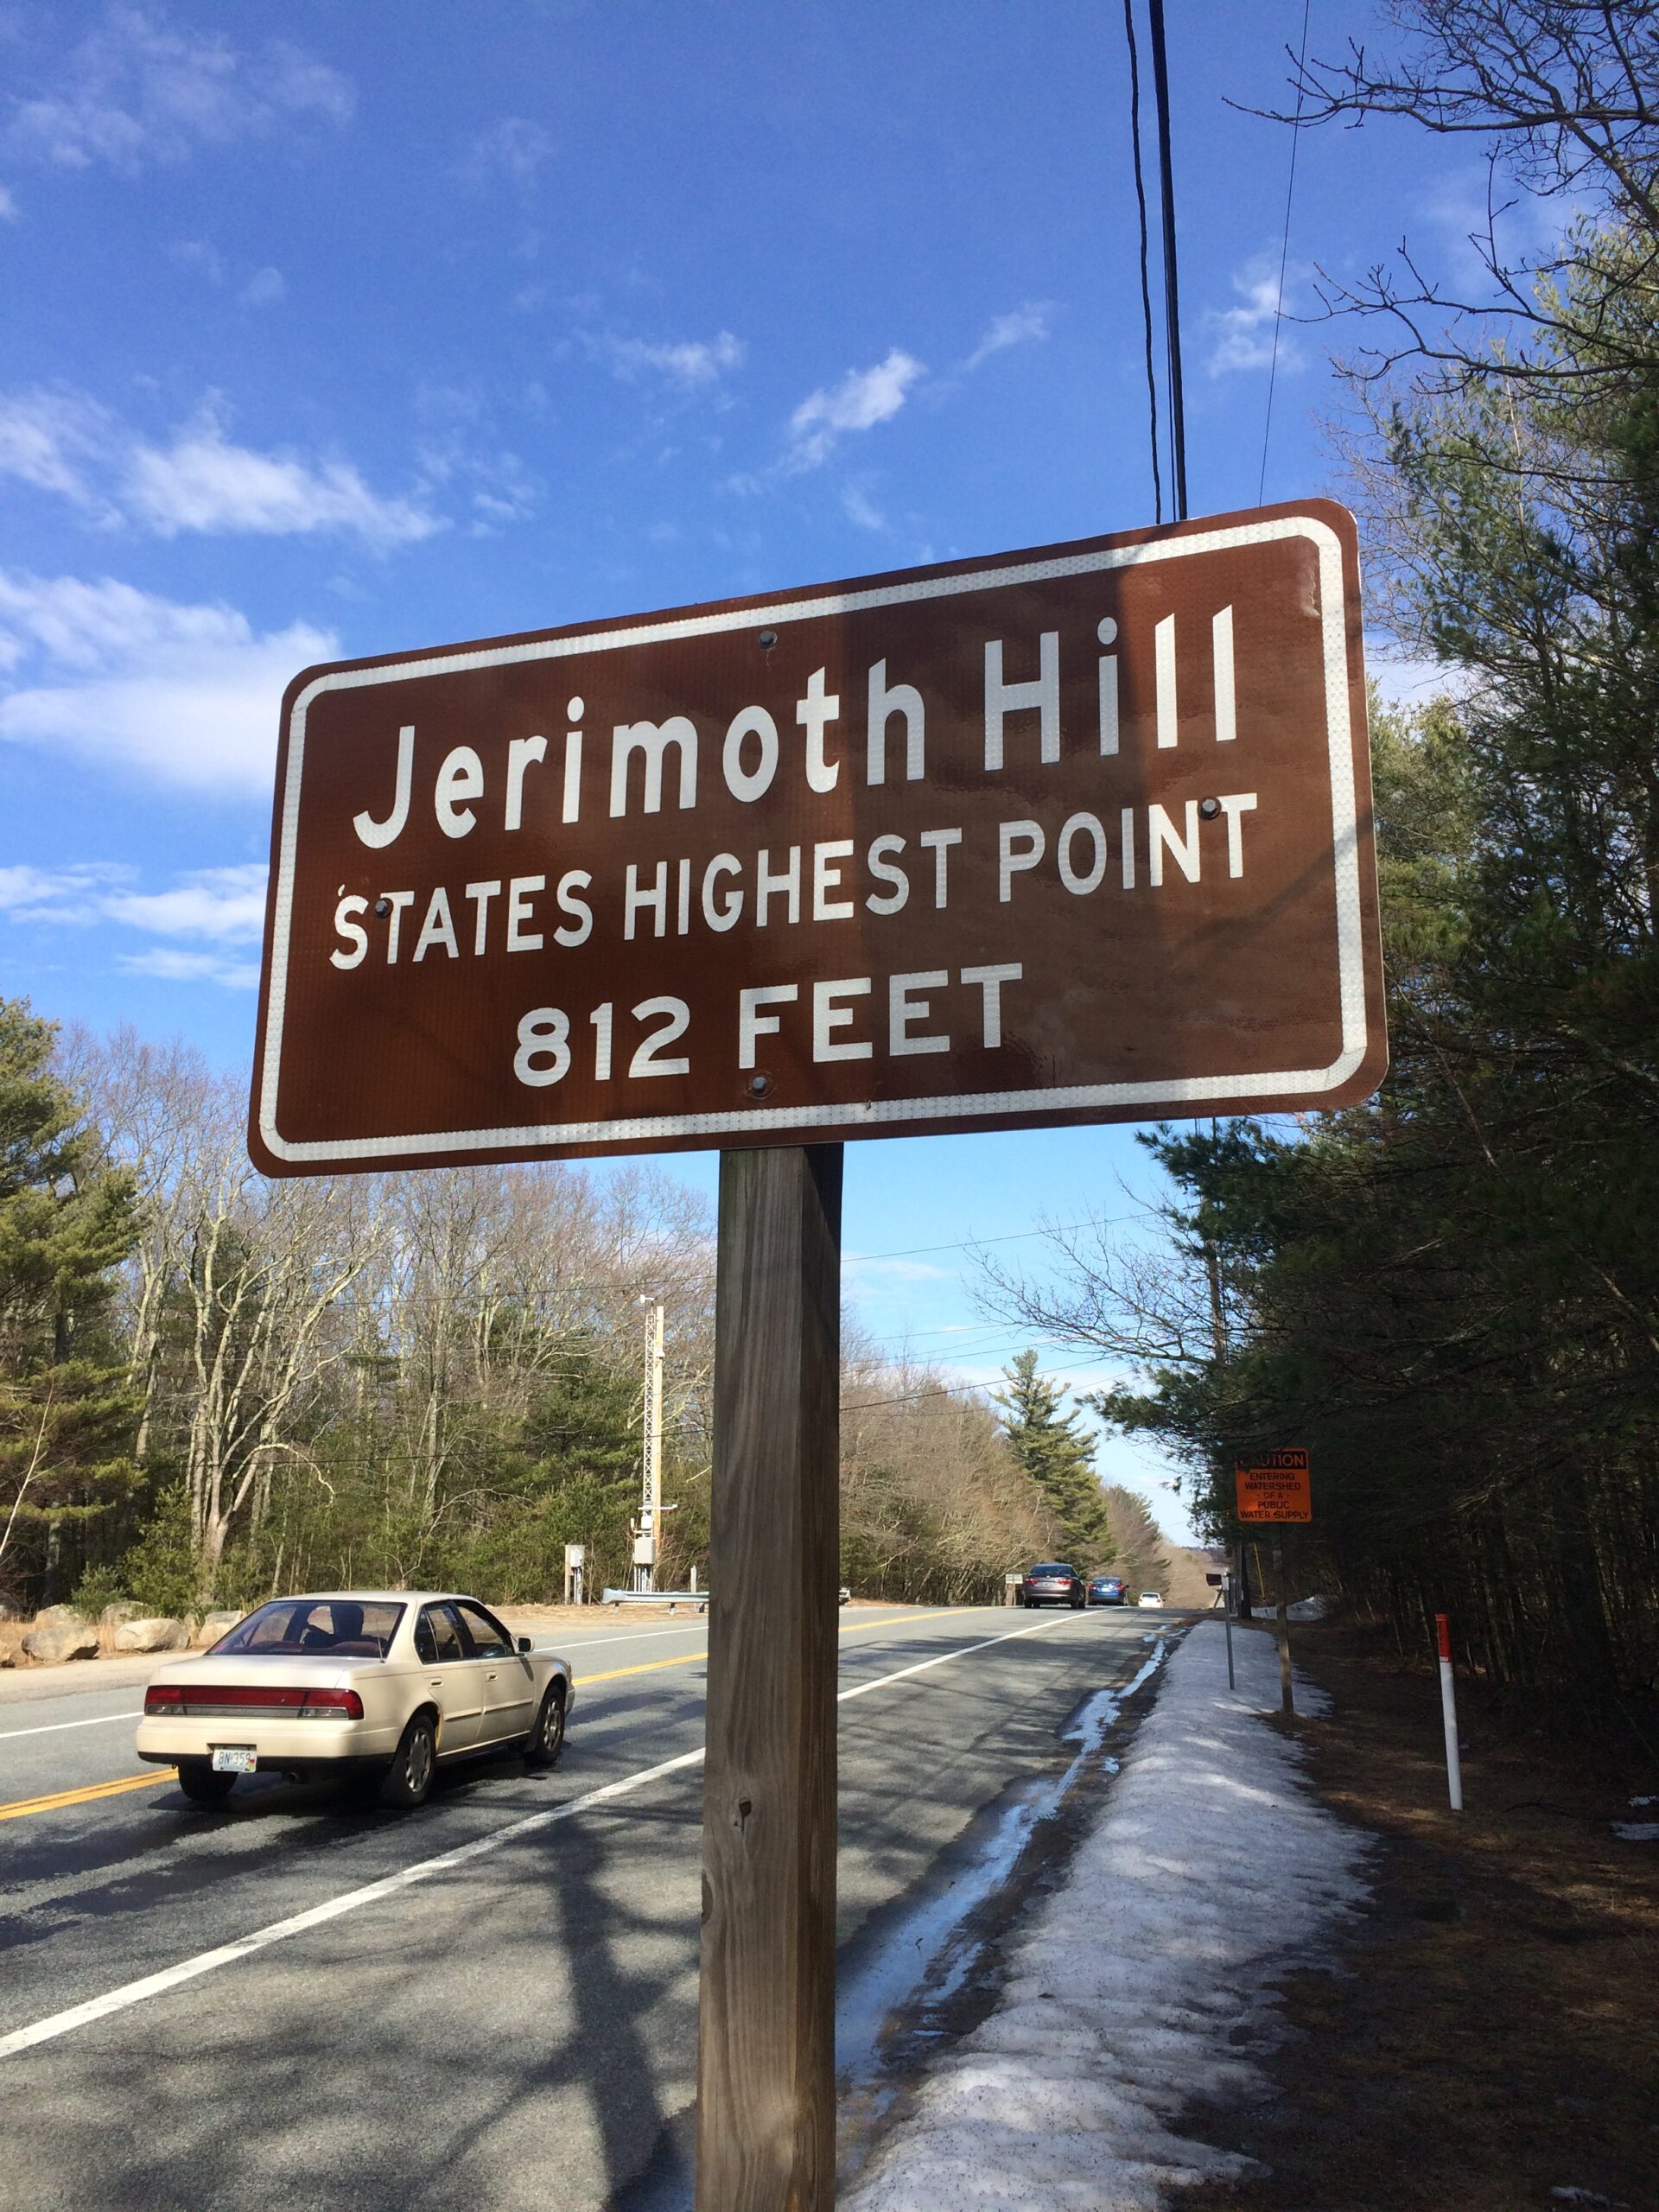 Jerimoth Hill
STATES HIGHEST POINT
812 FEET
CAUTION
ENTERING
WATERSHED
- OF A -
PUBLIC
WATER SUPPLY